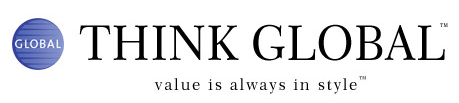 GLOBAL THINK GLOBAL™
value is always in style™